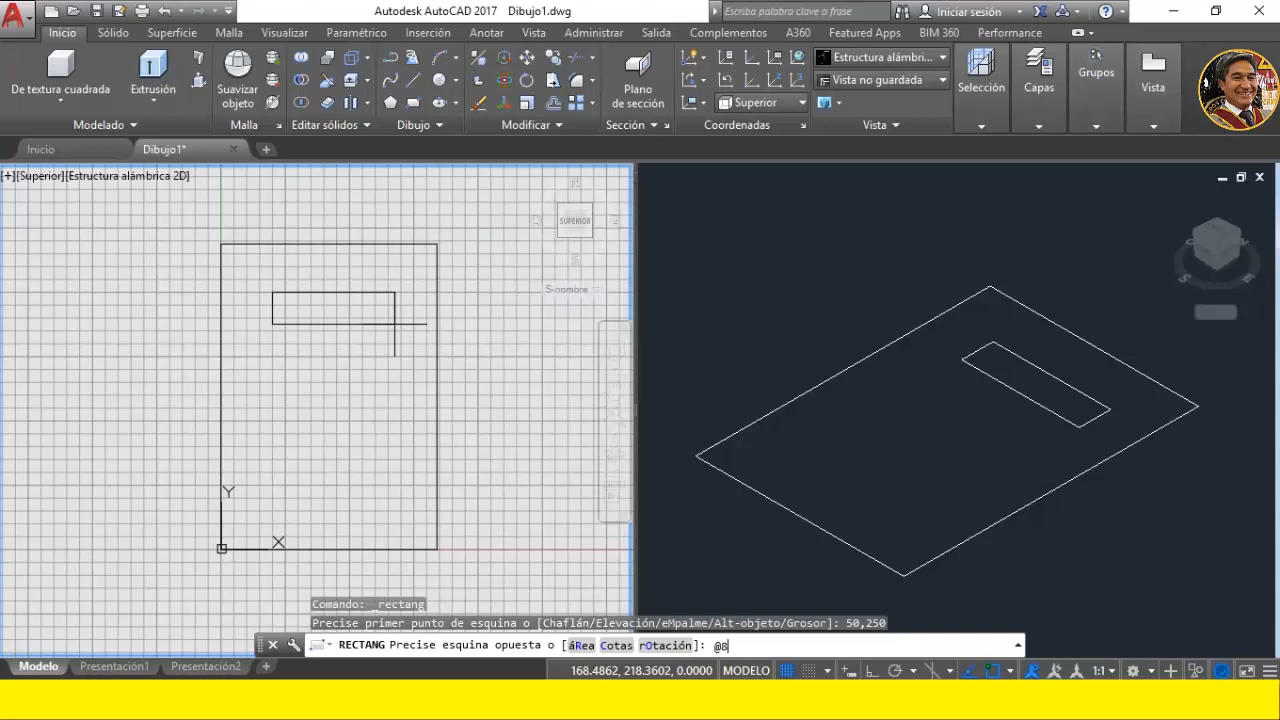 Autodesk AutoCAD 2017 Dibujo1.dwg
Escriba palabra clave o frase
Iniciar sesión
Inicio Sólido Superficie Malla Visualizar Paramétrico Inserción Anotar Vista Administrar Salida Complementos A360 Featured Apps BIM 360 Performance
De textura cuadrada
Extrusión
Suavizar
objeto
Plano
de sección
Estructura alámbri...
Vista no guardada
Superior
Selección
Capas
Grupos
Vista
Modelado Malla Editar sólidos Dibujo Modificar Sección Coordenadas Vista
Inicio
Dibujo1*
[+][Superior][Estructura alámbrica 2D]
SUPERIOR
S-nombre
Y
X
S
E
Comando: _rectang
Precise primer punto de esquina o [Chaflán/Elevación/eMpalme/Alt-objeto/Grosor]: 50,250
RECTANG Precise esquina opuesta o [áRea Cotas rOtación]: @8
Modelo Presentación1 Presentación2
168.4862, 218.3602, 0.0000 MODELO
1:1